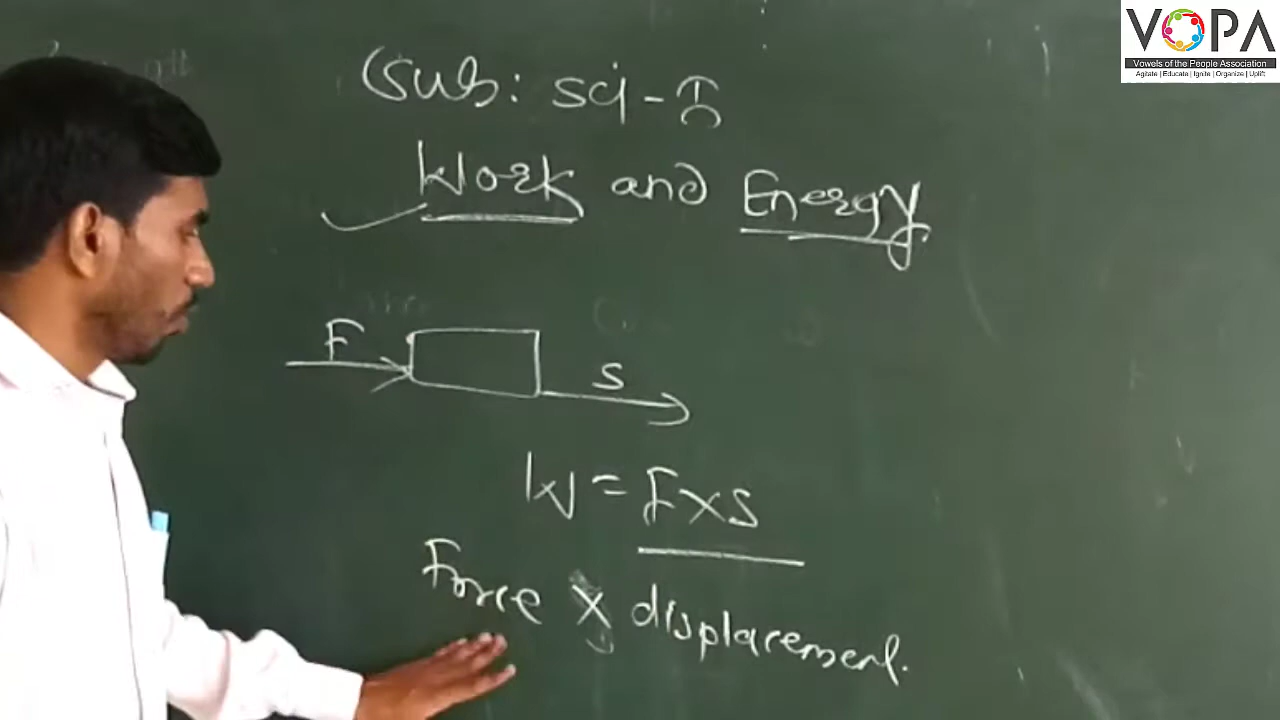 VOPA
Vowels of the People Association
Agitate | Educate | Ignite | Organize | Uplift
Sub: sci - I
Work and Energy
F
S
W = F x S
Force x displacement.